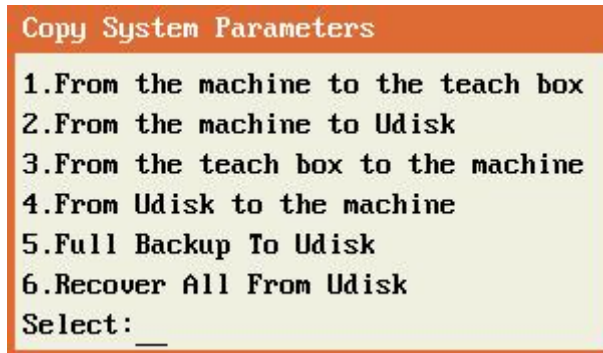 Copy System Parameters
1.From the machine to the teach box
2.From the machine to Udisk
3.From the teach box to the machine
4.From Udisk to the machine
5.Full Backup To Udisk
6.Recover All From Udisk
Select:__